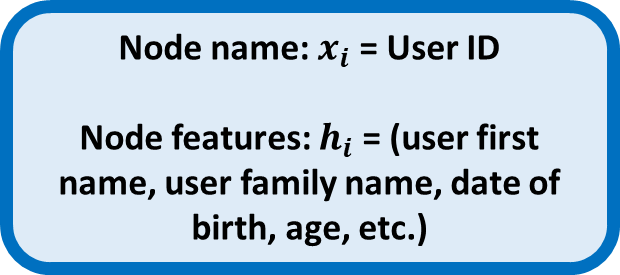 Node name: xᵢ = User ID
Node features: hᵢ = (user first
name, user family name, date of
birth, age, etc.)